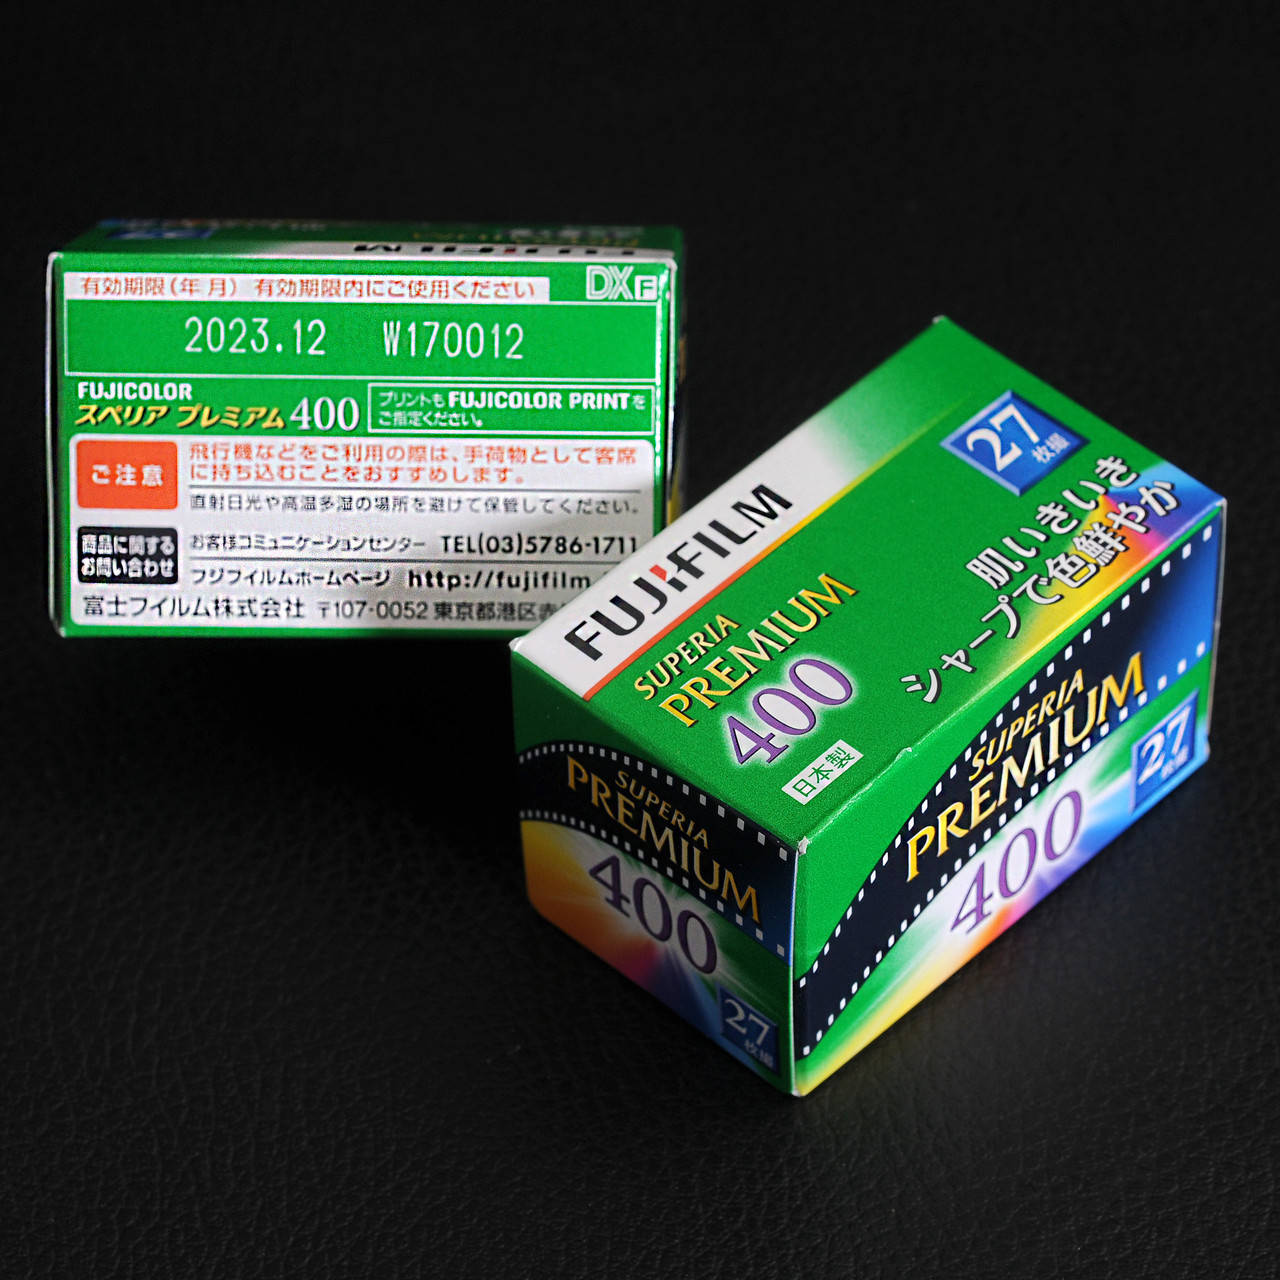 有効期限(年 月) 有効期限内にご使用ください
DX F
2023.12 W170012
FUJICOLOR
スペリア プレミアム 400
プリントも FUJICOLOR PRINT を
ご指定ください。
ご注意
飛行機などをご利用の際は、手荷物として客席
に持ち込むことをおすすめします。
直射日光や高温多湿の場所を避けて保管してください。
商品に関する
お問い合わせ
お客様コミュニケーションセンター TEL(03)5786-1711
フジフイルムホームページ http://fujifilm.
富士フイルム株式会社 〒107-0052 東京都港区赤
FUJIFILM
SUPERIA
PREMIUM
400
日本製
27
枚撮
肌いきいき
シャープで色鮮やか
SUPERIA
PREMIUM
400
27
枚撮
SUPERIA
PREMIUM
400
27
枚撮